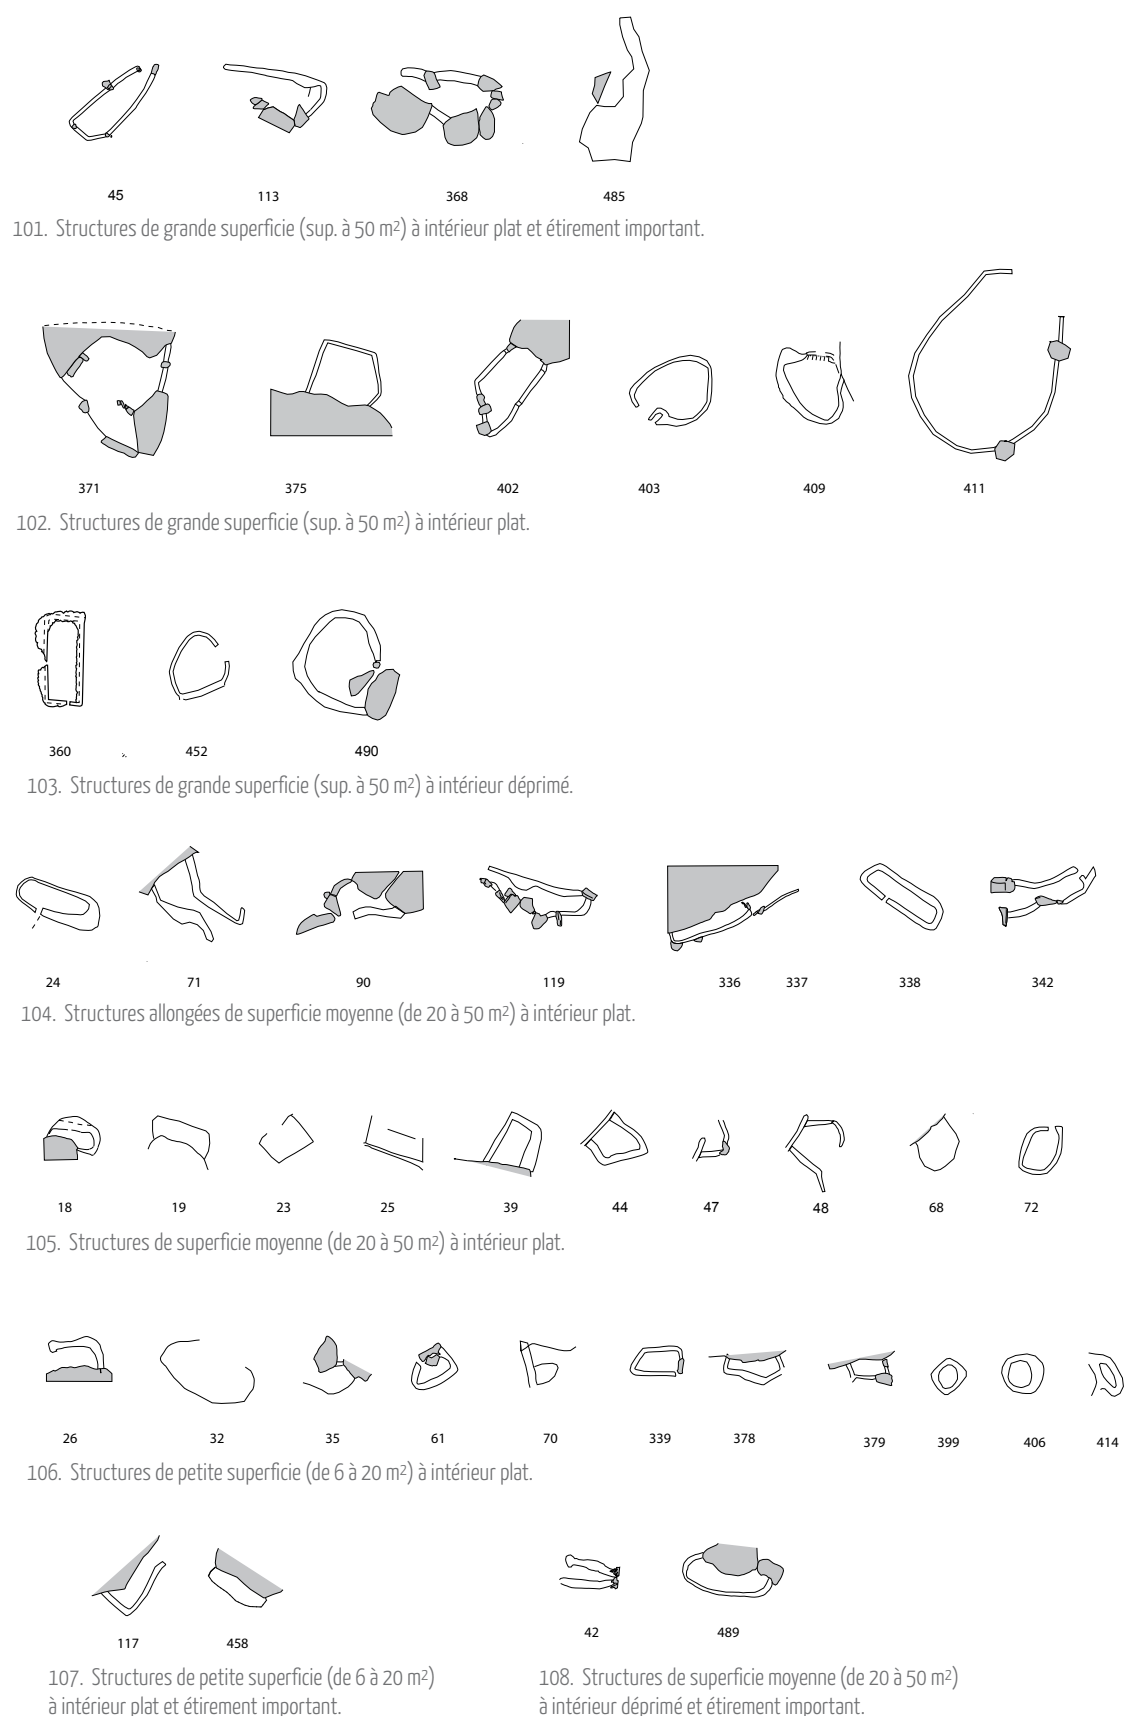 45 113 368 485
101. Structures de grande superficie (sup. à 50 m²) à intérieur plat et étirement important.
371 375 402 403 409 411
102. Structures de grande superficie (sup. à 50 m²) à intérieur plat.
360 452 490
103. Structures de grande superficie (sup. à 50 m²) à intérieur déprimé.
24 71 90 119 336 337 338 342
104. Structures allongées de superficie moyenne (de 20 à 50 m²) à intérieur plat.
18 19 23 25 39 44 47 48 68 72
105. Structures de superficie moyenne (de 20 à 50 m²) à intérieur plat.
26 32 35 61 70 339 378 379 399 406 414
106. Structures de petite superficie (de 6 à 20 m²) à intérieur plat.
117 458
107. Structures de petite superficie (de 6 à 20 m²)
à intérieur plat et étirement important.
42 489
108. Structures de superficie moyenne (de 20 à 50 m²)
à intérieur déprimé et étirement important.